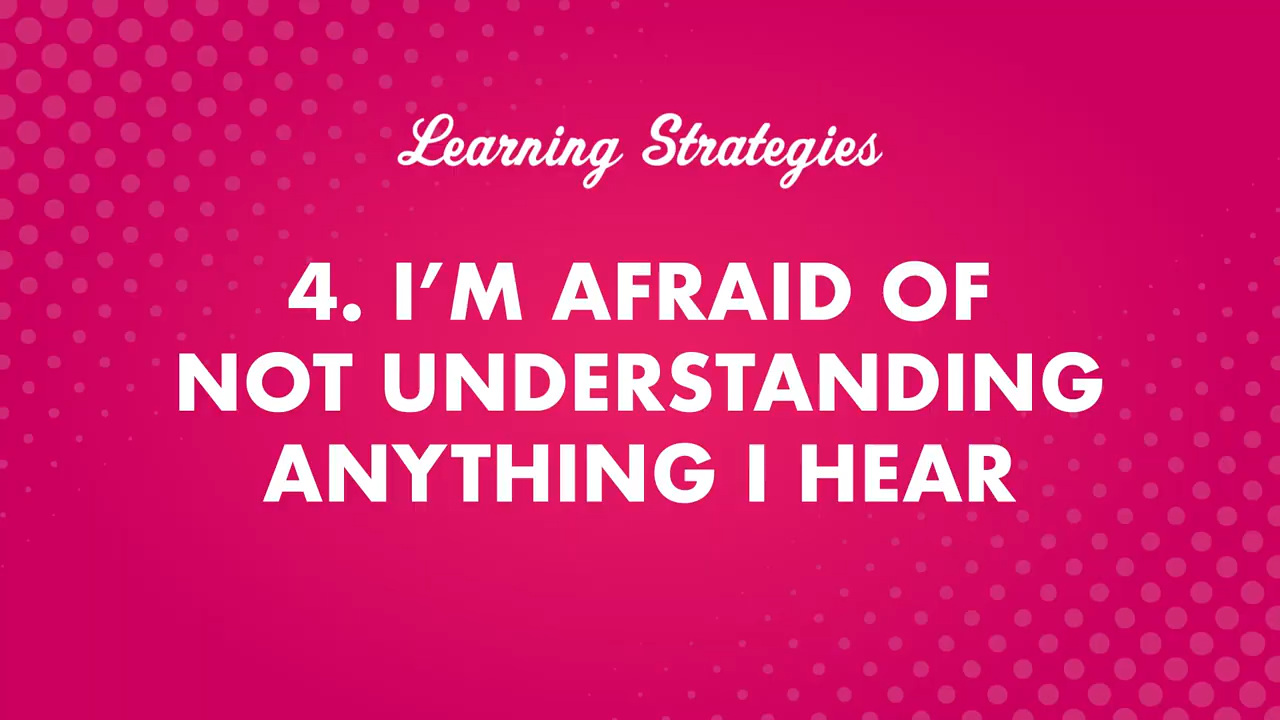 Learning Strategies
4. I’M AFRAID OF
NOT UNDERSTANDING
ANYTHING I HEAR